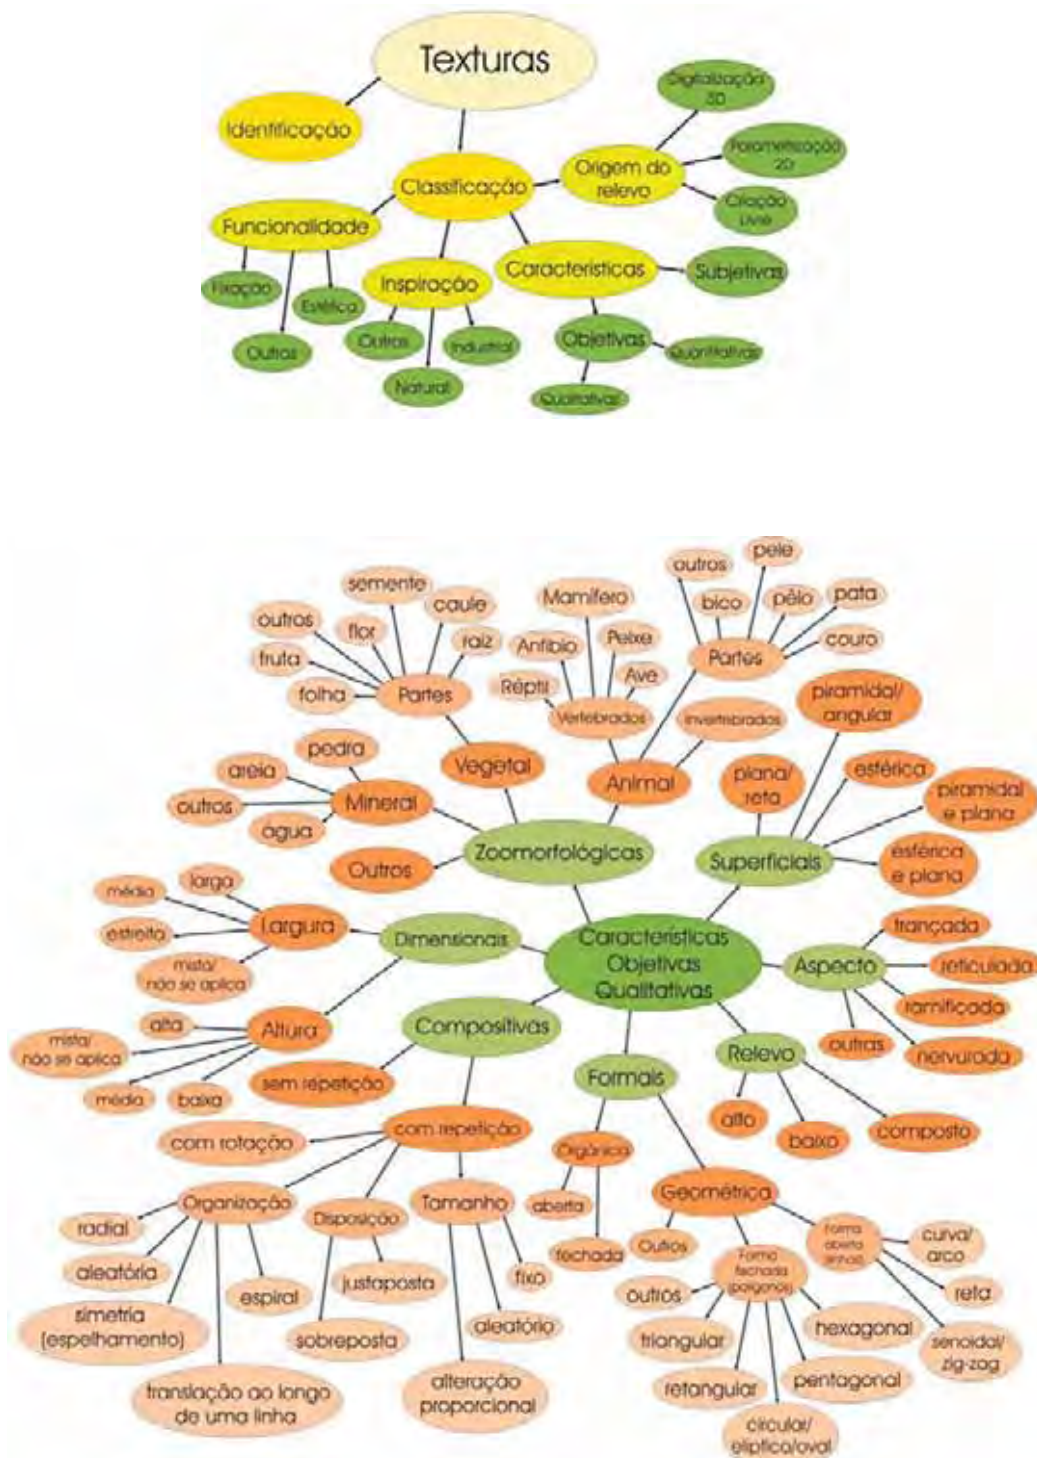 Texturas
Identificação
Classificação
Origem do
relevo
Digitalização
3D
Parametrização
2D
Criação
Livre
Funcionalidade
Fixação
Outros
Estética
Inspiração
Outros
Natural
Industrial
Características
Subjetivas
Objetivas
Quantitativas
Qualitativas
Características
Objetivas
Qualitativas
Zoomorfológicas
Vegetal
Partes
outros
fruta
folha
flor
semente
caule
raiz
Mineral
pedra
areia
outros
água
Outros
Animal
Vertebrados
Réptil
Anfíbio
Mamífero
Peixe
Ave
invertebrados
Partes
outros
bico
pele
pêlo
pata
couro
Superficiais
plana/
reta
piramidal/
angular
esférica
piramidal
e plana
esférica
e plana
Aspecto
trançada
reticulada
ramificada
nervurada
outras
Relevo
alto
baixo
composto
Dimensionais
Largura
larga
média
estreita
mista/
não se aplica
Altura
alta
mista/
não se aplica
média
baixa
Compositivas
sem repetição
com repetição
com rotação
Organização
radial
aleatória
simetria
(espelhamento)
translação ao longo
de uma linha
espiral
Disposição
justaposta
sobreposta
Tamanho
fixo
aleatório
alteração
proporcional
Formais
Orgânica
aberta
fechada
Geométrica
Outros
Forma
fechada
(polígonos)
outros
triangular
retangular
circular/
elíptico/oval
pentagonal
hexagonal
Forma
aberta
(linhas)
curva/
arco
reta
senoidal/
zig-zag